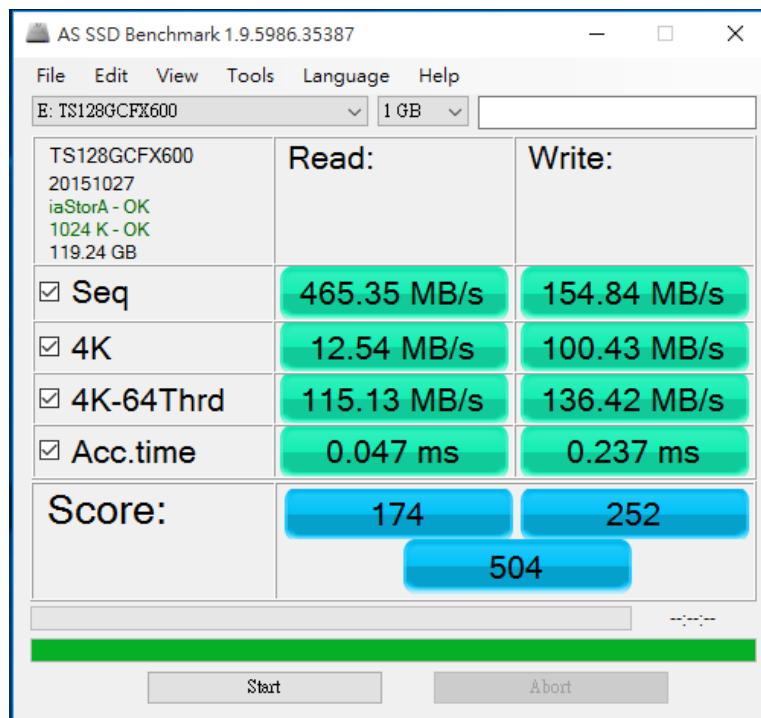 AS SSD Benchmark 1.9.5986.35387
File Edit View Tools Language Help
E: TS128GCFX600 1 GB
TS128GCFX600
20151027
iaStorA - OK
1024 K - OK
119.24 GB
Read: Write:
Seq 465.35 MB/s 154.84 MB/s
4K 12.54 MB/s 100.43 MB/s
4K-64Thrd 115.13 MB/s 136.42 MB/s
Acc.time 0.047 ms 0.237 ms
Score: 174 252
504
--:--:--
Start Abort